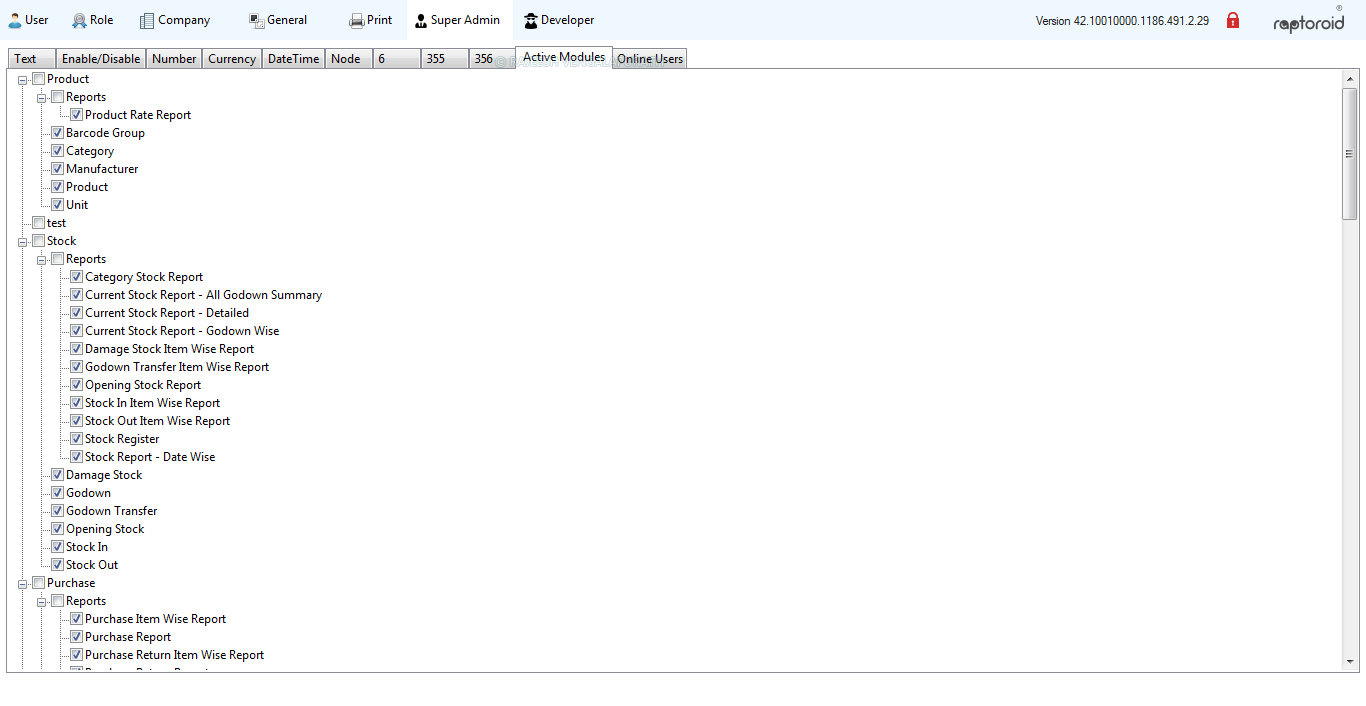 User Role Company General Print Super Admin Developer Version 42.10010000.1186.491.2.29 raptoroid ®
Text Enable/Disable Number Currency DateTime Node 6 355 356 Active Modules Online Users
Product
Reports
Product Rate Report
Barcode Group
Category
Manufacturer
Product
Unit
test
Stock
Reports
Category Stock Report
Current Stock Report - All Godown Summary
Current Stock Report - Detailed
Current Stock Report - Godown Wise
Damage Stock Item Wise Report
Godown Transfer Item Wise Report
Opening Stock Report
Stock In Item Wise Report
Stock Out Item Wise Report
Stock Register
Stock Report - Date Wise
Damage Stock
Godown
Godown Transfer
Opening Stock
Stock In
Stock Out
Purchase
Reports
Purchase Item Wise Report
Purchase Report
Purchase Return Item Wise Report